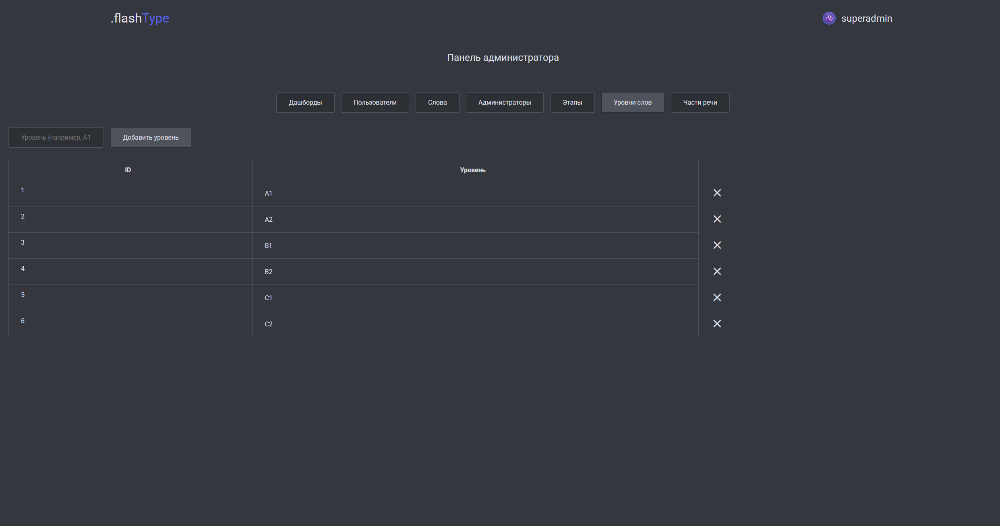 .flashType
superadmin
Панель администратора
Дашборды Пользователи Слова Администраторы Этапы Уровни слов Части речи
Уровень (например, A1) Добавить уровень
ID Уровень
1 A1
2 A2
3 B1
4 B2
5 C1
6 C2